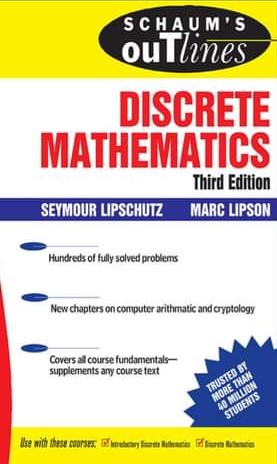 SCHAUM'S
ouTlines
DISCRETE
MATHEMATICS
Third Edition
SEYMOUR LIPSCHUTZ MARC LIPSON
Hundreds of fully solved problems
New chapters on computer arithmatic and cryptology
Covers all course fundamentals—
supplements any course text
TRUSTED BY
MORE THAN
40 MILLION
STUDENTS
Use with these courses: ☑ Introductory Discrete Mathematics ☑ Discrete Mathematics